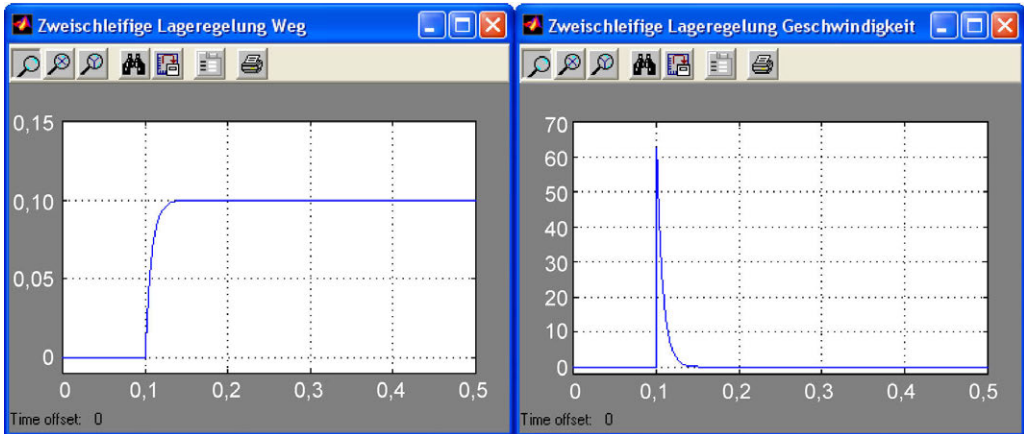 Zweischleifige Lageregelung Weg
0,15
0,10
0,05
0
0 0,1 0,2 0,3 0,4 0,5
Time offset: 0
Zweischleifige Lageregelung Geschwindigkeit
70
60
50
40
30
20
10
0
0 0,1 0,2 0,3 0,4 0,5
Time offset: 0